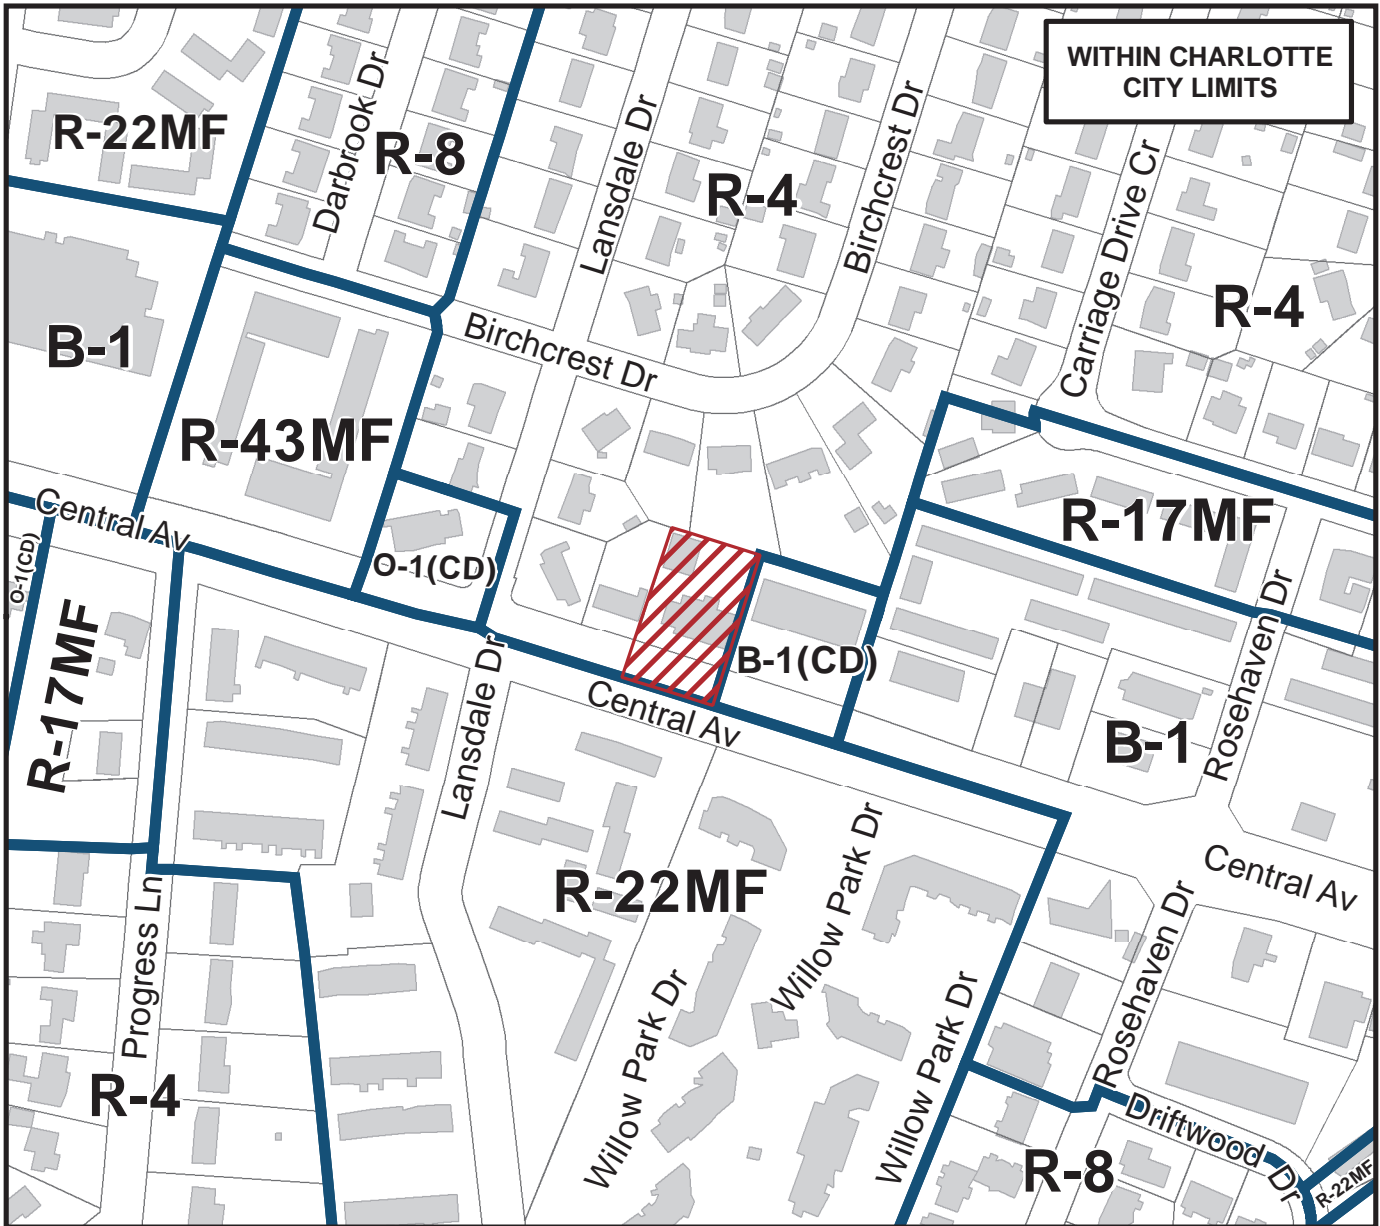 WITHIN CHARLOTTE
CITY LIMITS
R-22MF
Darbrook Dr
R-8
Lansdale Dr
R-4
Birchcrest Dr
Carriage Drive Cr
R-4
B-1
Birchcrest Dr
R-43MF
Central Av
O-1(CD)
O-1(CD)
R-17MF
R-17MF
Rosehaven Dr
B-1(CD)
Lansdale Dr
Central Av
B-1
R-22MF
Willow Park Dr
Central Av
Progress Ln
Rosehaven Dr
Willow Park Dr
Willow Park Dr
R-4
Driftwood Dr
R-8
R-22MF